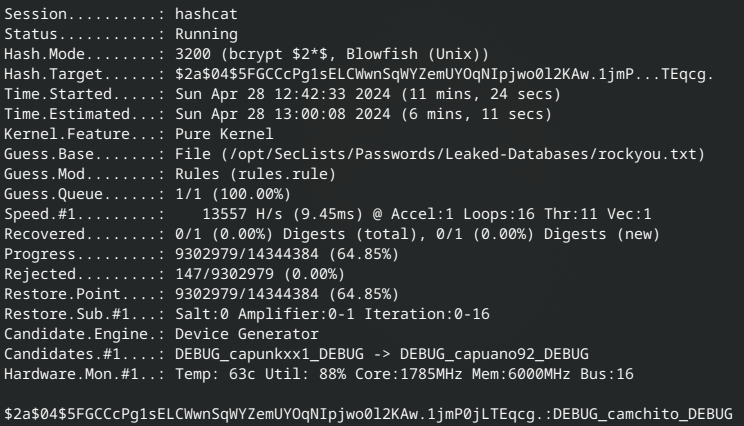 Session..........: hashcat
Status...........: Running
Hash.Mode........: 3200 (bcrypt $2*$, Blowfish (Unix))
Hash.Target......: $2a$04$5FGCCcPg1sELCWwnSqWYZemUYOqNIpjwo0l2KAw.1jmP...TEqcg.
Time.Started.....: Sun Apr 28 12:42:33 2024 (11 mins, 24 secs)
Time.Estimated...: Sun Apr 28 13:00:08 2024 (6 mins, 11 secs)
Kernel.Feature...: Pure Kernel
Guess.Base.......: File (/opt/SecLists/Passwords/Leaked-Databases/rockyou.txt)
Guess.Mod........: Rules (rules.rule)
Guess.Queue......: 1/1 (100.00%)
Speed.#1.........:    13557 H/s (9.45ms) @ Accel:1 Loops:16 Thr:11 Vec:1
Recovered........: 0/1 (0.00%) Digests (total), 0/1 (0.00%) Digests (new)
Progress.........: 9302979/14344384 (64.85%)
Rejected.........: 147/9302979 (0.00%)
Restore.Point....: 9302979/14344384 (64.85%)
Restore.Sub.#1...: Salt:0 Amplifier:0-1 Iteration:0-16
Candidate.Engine.: Device Generator
Candidates.#1....: DEBUG_capunkxx1_DEBUG -> DEBUG_capuano92_DEBUG
Hardware.Mon.#1..: Temp: 63c Util: 88% Core:1785MHz Mem:6000MHz Bus:16
$2a$04$5FGCCcPg1sELCWwnSqWYZemUYOqNIpjwo0l2KAw.1jmP0jLTEqcg.:DEBUG_camchito_DEBUG